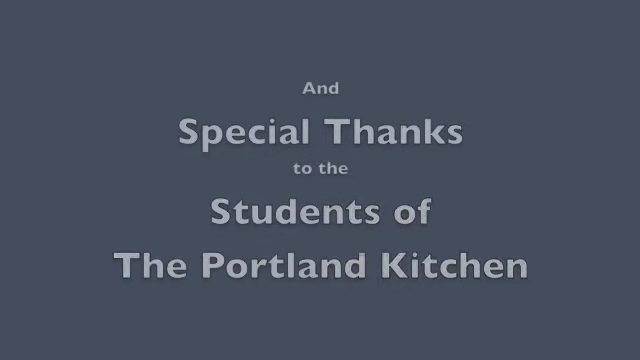 And
Special Thanks
to the
Students of
The Portland Kitchen